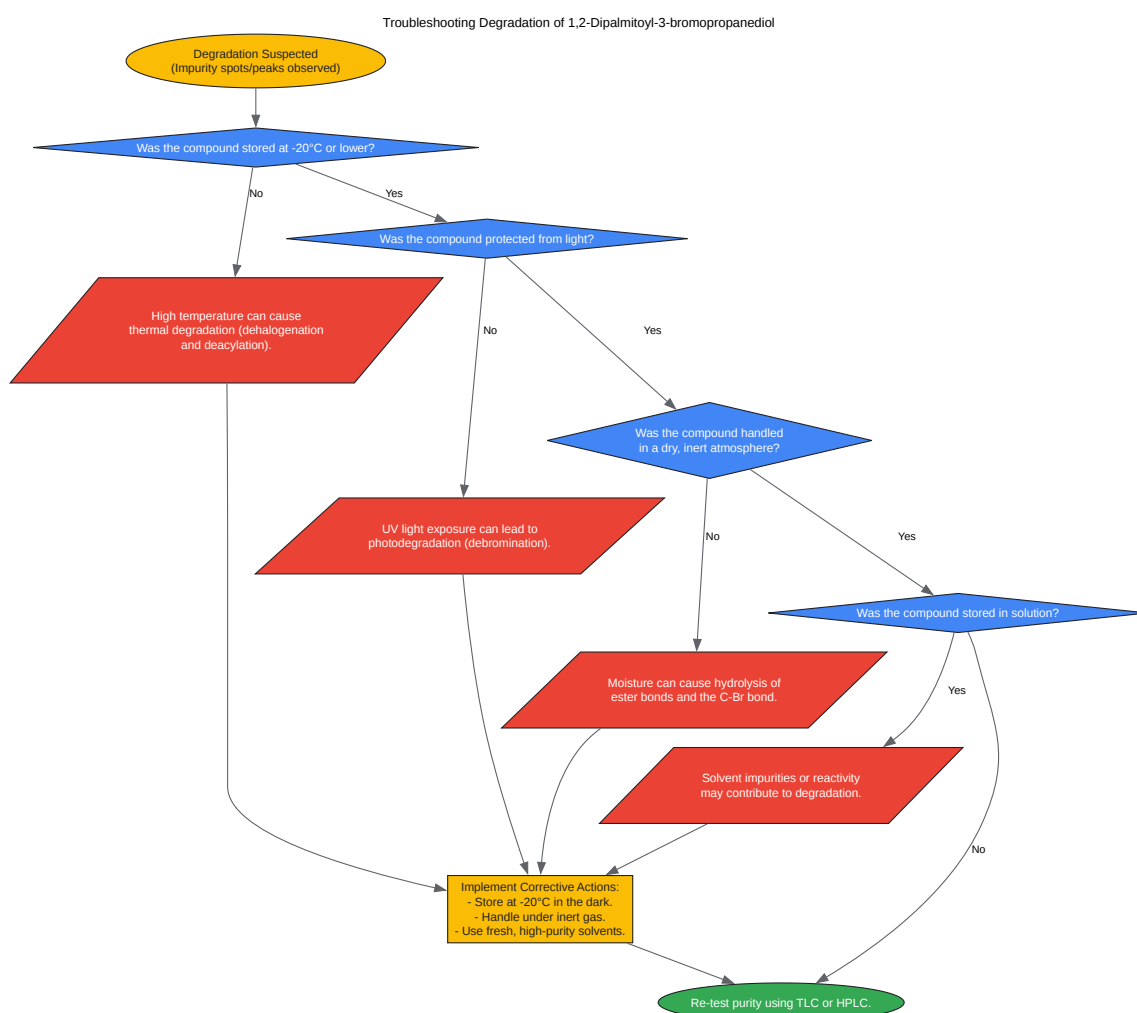 Troubleshooting Degradation of 1,2-Dipalmitoyl-3-bromopropanediol
Degradation Suspected
(Impurity spots/peaks observed)
Was the compound stored at -20°C or lower?
No
Yes
Was the compound protected from light?
High temperature can cause
thermal degradation (dehalogenation
and deacylation).
No
Yes
Was the compound handled
in a dry, inert atmosphere?
UV light exposure can lead to
photodegradation (debromination).
No
Yes
Was the compound stored in solution?
Moisture can cause hydrolysis of
ester bonds and the C-Br bond.
Yes
Solvent impurities or reactivity
may contribute to degradation.
No
Implement Corrective Actions:
- Store at -20°C in the dark.
- Handle under inert gas.
- Use fresh, high-purity solvents.
Re-test purity using TLC or HPLC.